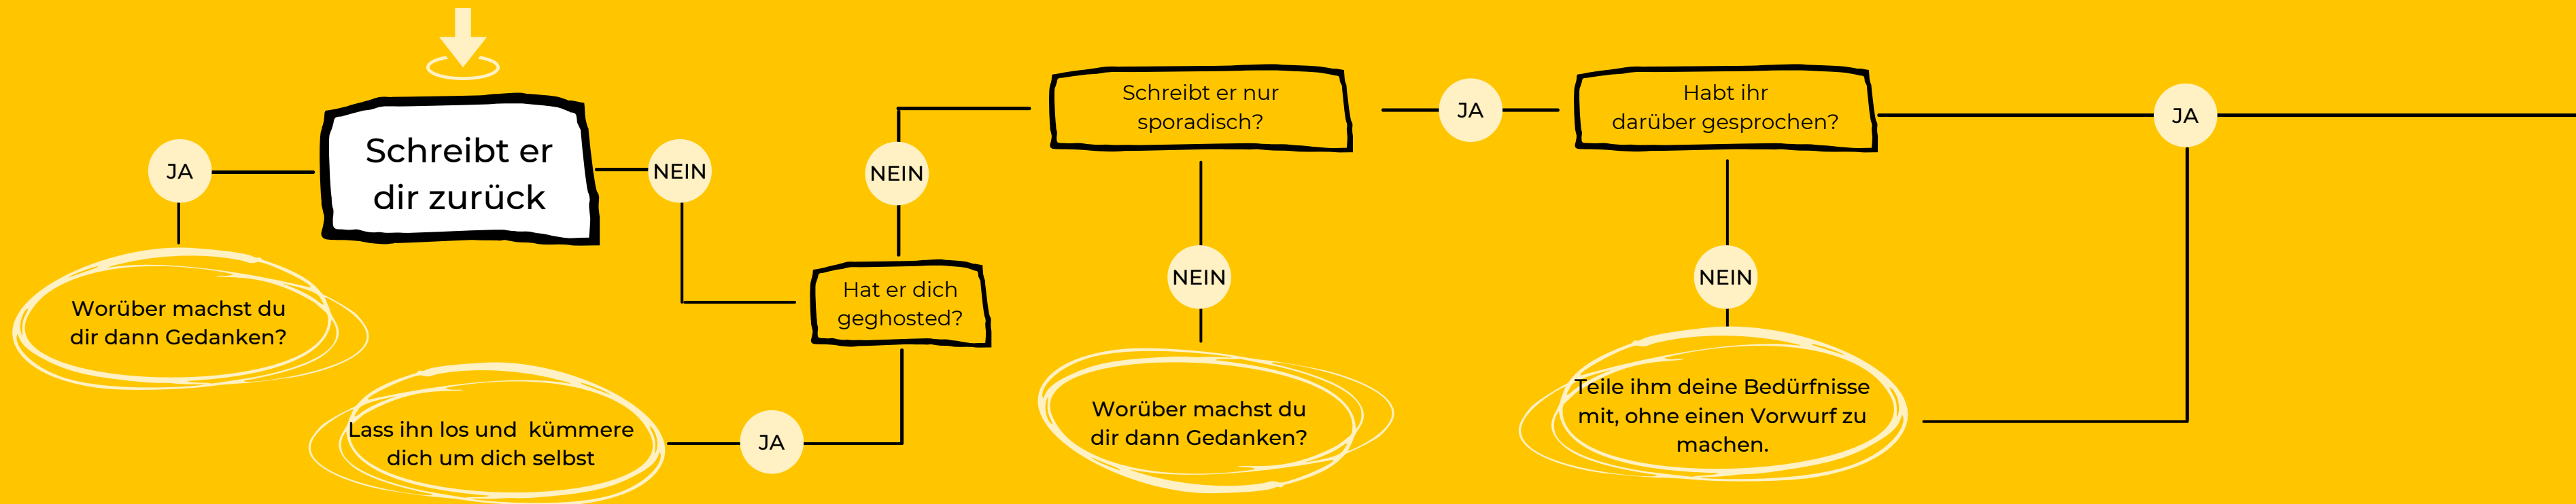 Schreibt er
dir zurück
JA
Worüber machst du
dir dann Gedanken?
NEIN
Hat er dich
geghosted?
JA
Lass ihn los und kümmere
dich um dich selbst
NEIN
Schreibt er nur
sporadisch?
NEIN
Worüber machst du
dir dann Gedanken?
JA
Habt ihr
darüber gesprochen?
NEIN
Teile ihm deine Bedürfnisse
mit, ohne einen Vorwurf zu
machen.
JA